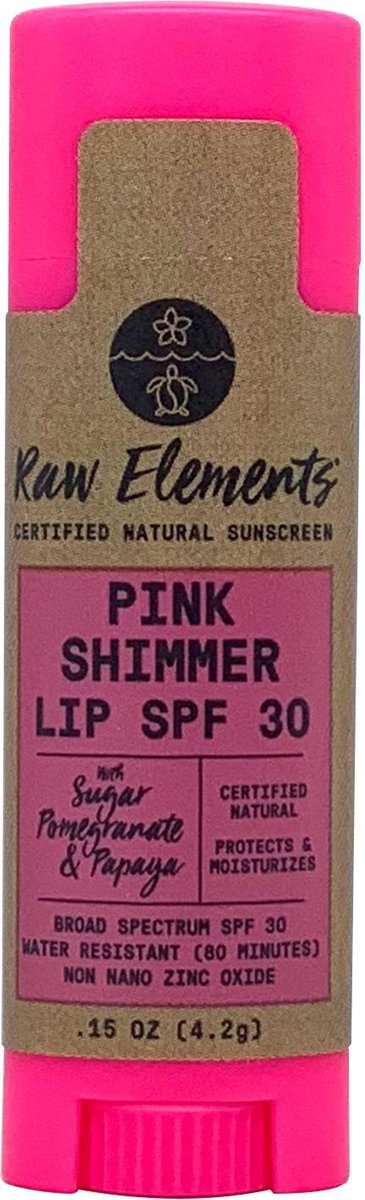 Raw Elements®
CERTIFIED NATURAL SUNSCREEN
PINK
SHIMMER
LIP SPF 30
with
Sugar
Pomegranate
& Papaya
CERTIFIED
NATURAL
PROTECTS &
MOISTURIZES
BROAD SPECTRUM SPF 30
WATER RESISTANT (80 MINUTES)
NON NANO ZINC OXIDE
.15 OZ (4.2g)